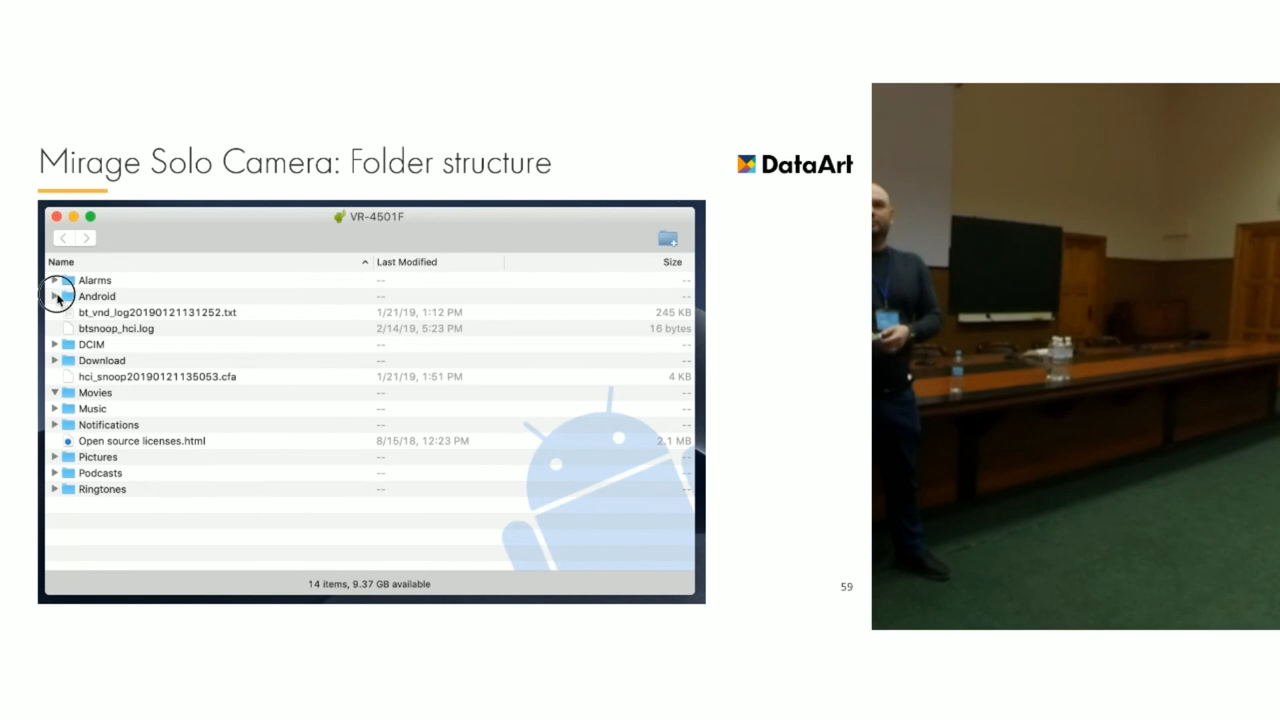 Mirage Solo Camera: Folder structure
DataArt
VR-4501F
Name Last Modified Size
Alarms -- --
Android -- --
bt_vnd_log20190121131252.txt 1/21/19, 1:12 PM 245 KB
btsnoop_hci.log 2/14/19, 5:23 PM 16 bytes
DCIM -- --
Download -- --
hci_snoop20190121135053.cfa 1/21/19, 1:51 PM 4 KB
Movies -- --
Music -- --
Notifications -- --
Open source licenses.html 8/15/18, 12:23 PM 2.1 MB
Pictures -- --
Podcasts -- --
Ringtones -- --
14 items, 9.37 GB available
59